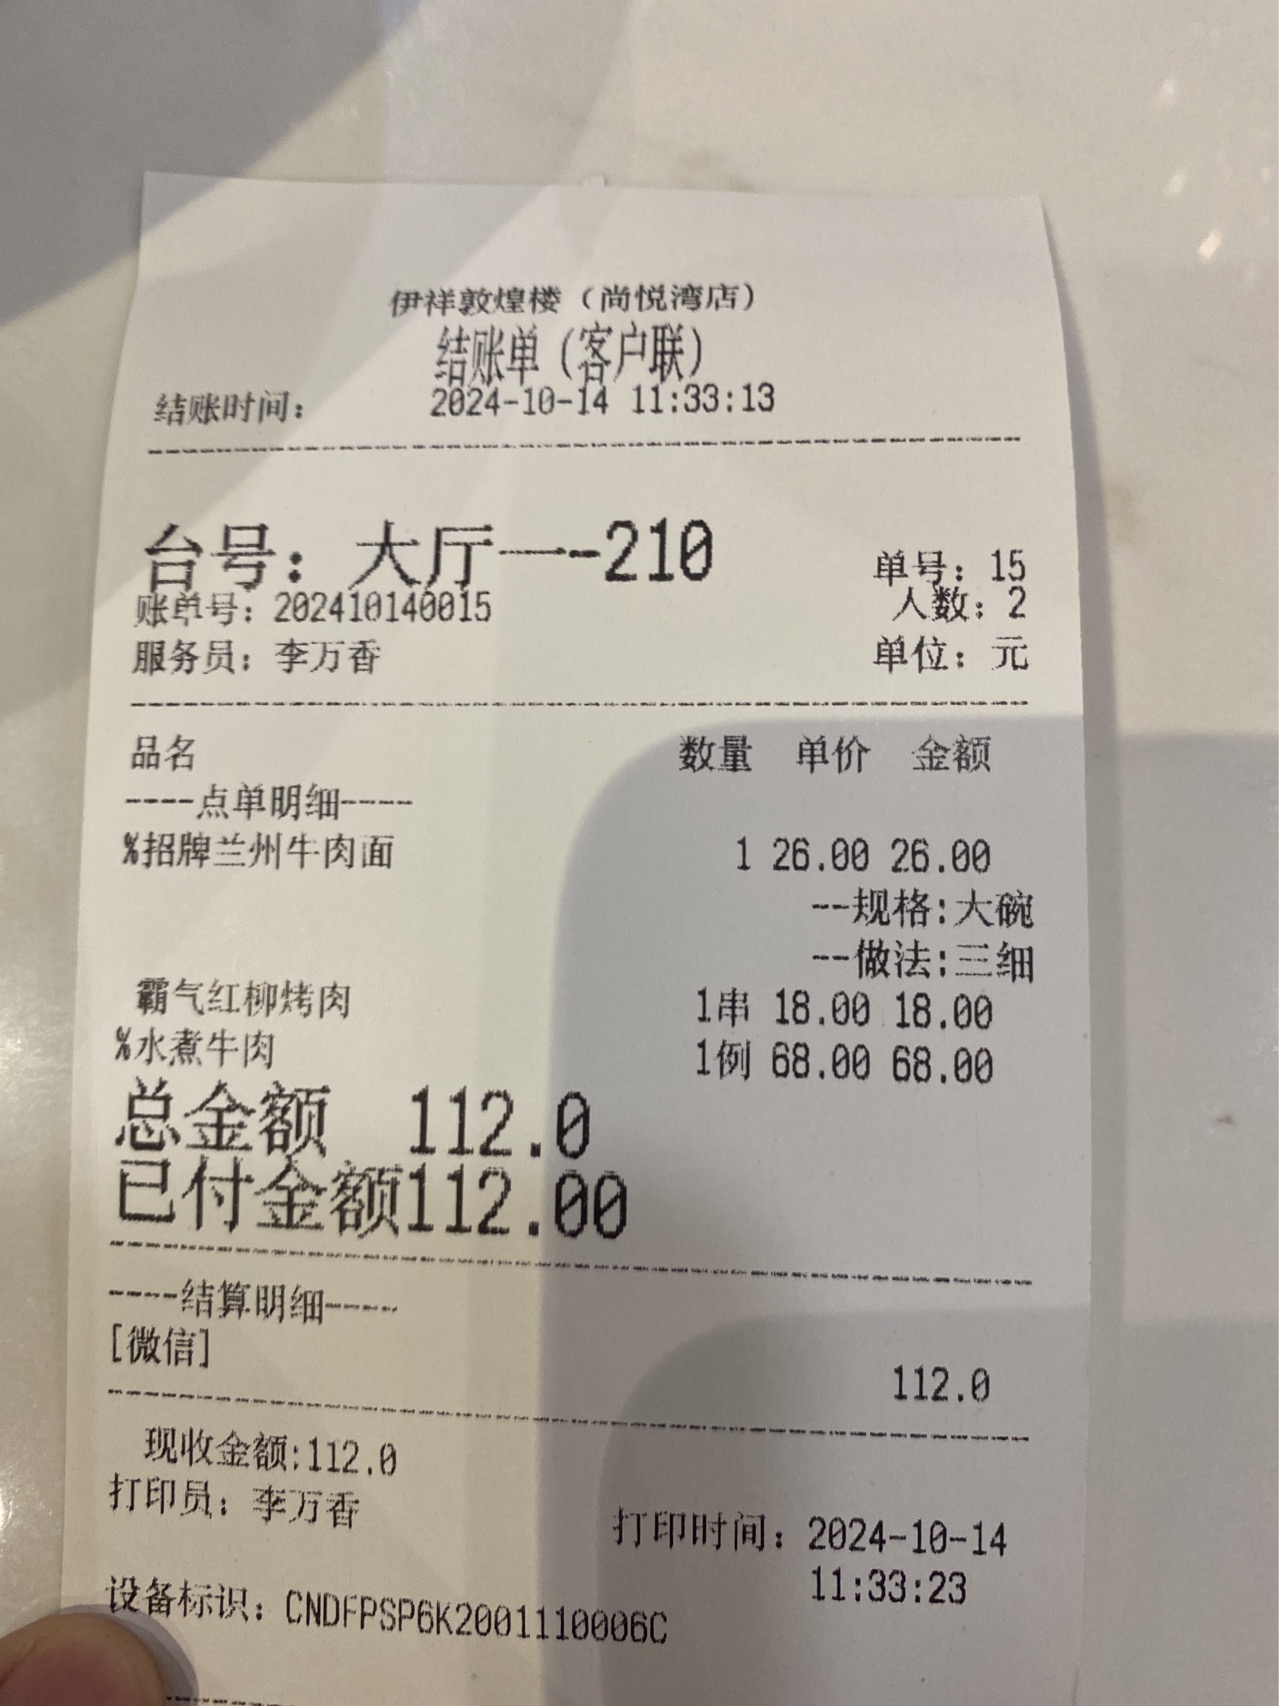 伊祥敦煌楼（尚悦湾店）
结账单（客户联）
结账时间： 2024-10-14 11:33:13
台号：大厅一-210 单号：15
账单号：202410140015 人数：2
服务员：李万香 单位：元
品名 数量 单价 金额
----点单明细----
%招牌兰州牛肉面 1 26.00 26.00
--规格:大碗
--做法:三细
霸气红柳烤肉 1串 18.00 18.00
%水煮牛肉 1例 68.00 68.00
总金额 112.0
已付金额112.00
----结算明细----
[微信] 112.0
现收金额:112.0
打印员：李万香 打印时间：2024-10-14
11:33:23
设备标识：CNDFPSP6K2001110006C